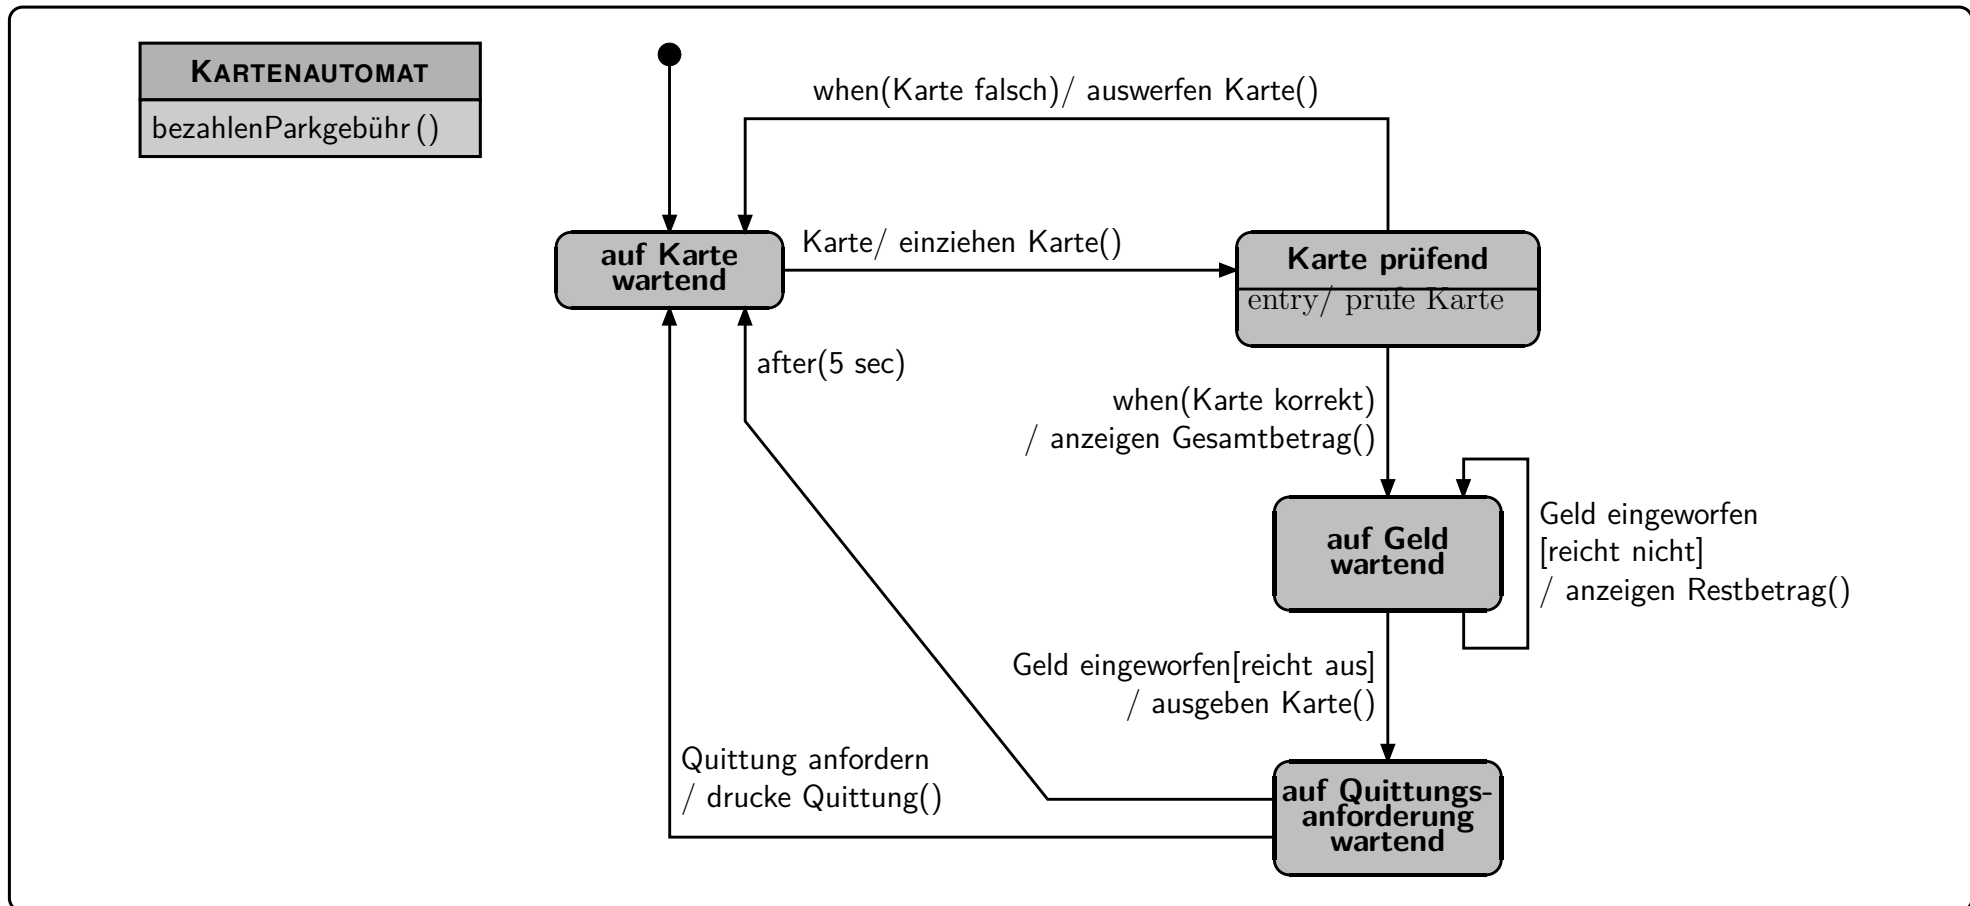 KARTENAUTOMAT
bezahlenParkgebühr()
when(Karte falsch)/ auswerfen Karte()
auf Karte
wartend
Karte/ einziehen Karte()
Karte prüfend
entry/ prüfe Karte
after(5 sec)
when(Karte korrekt)
/ anzeigen Gesamtbetrag()
auf Geld
wartend
Geld eingeworfen
[reicht nicht]
/ anzeigen Restbetrag()
Geld eingeworfen[reicht aus]
/ ausgeben Karte()
Quittung anfordern
/ drucke Quittung()
auf Quittungs-
anforderung
wartend